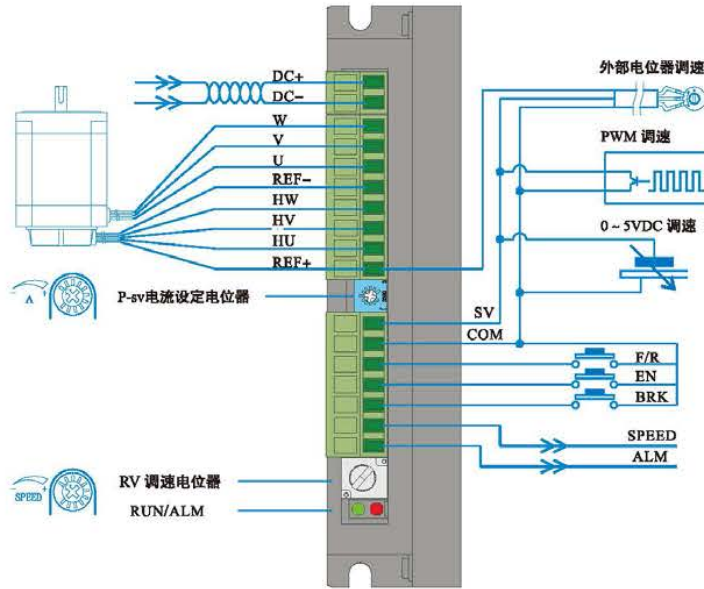 DC+
DC-
W
V
U
REF-
HW
HV
HU
REF+
P-sv电流设定电位器
A
SPEED
RV 调速电位器
RUN/ALM
外部电位器调速
PWM 调速
0~5VDC 调速
SV
COM
F/R
EN
BRK
SPEED
ALM